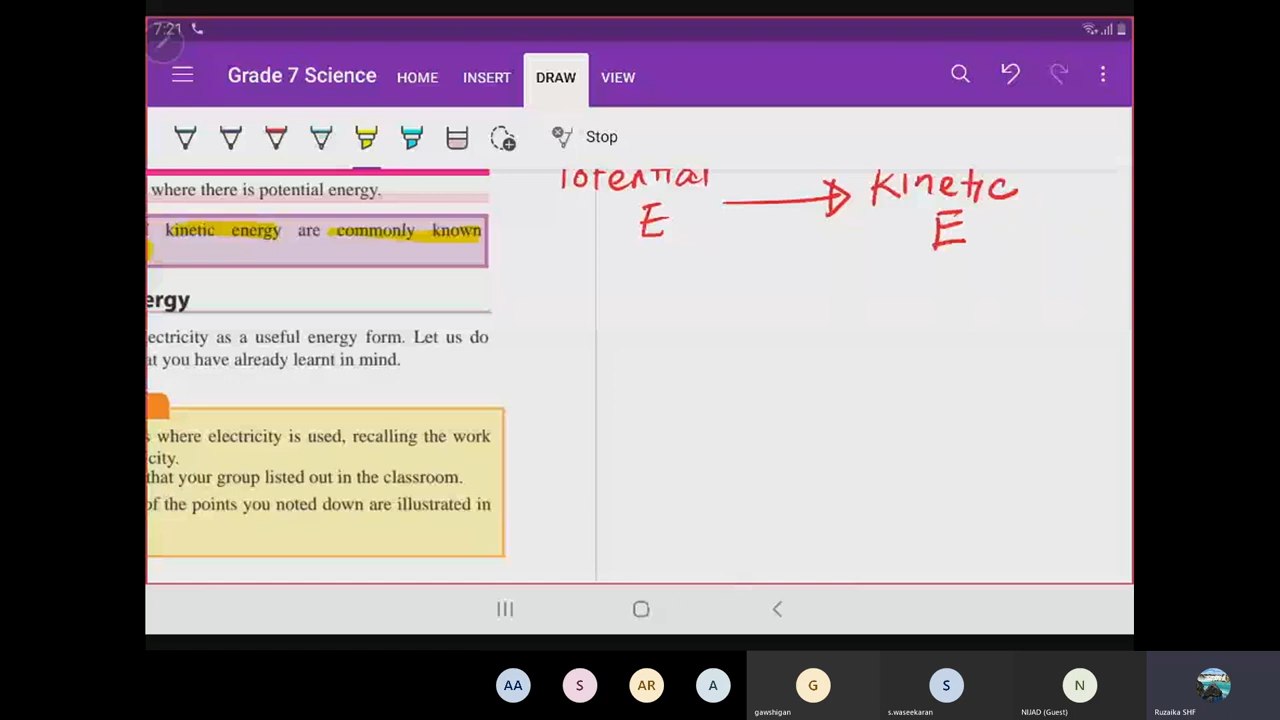 7:21
Grade 7 Science HOME INSERT DRAW VIEW
Stop
where there is potential energy.
kinetic energy are commonly known
ergy
ectricity as a useful energy form. Let us do
at you have already learnt in mind.
s where electricity is used, recalling the work
city.
that your group listed out in the classroom.
of the points you noted down are illustrated in
Potential
E
Kinetic
E
AA S AR A G S N
gawshigan s.waseekaran NIJAD (Guest) Ruzaika SHF